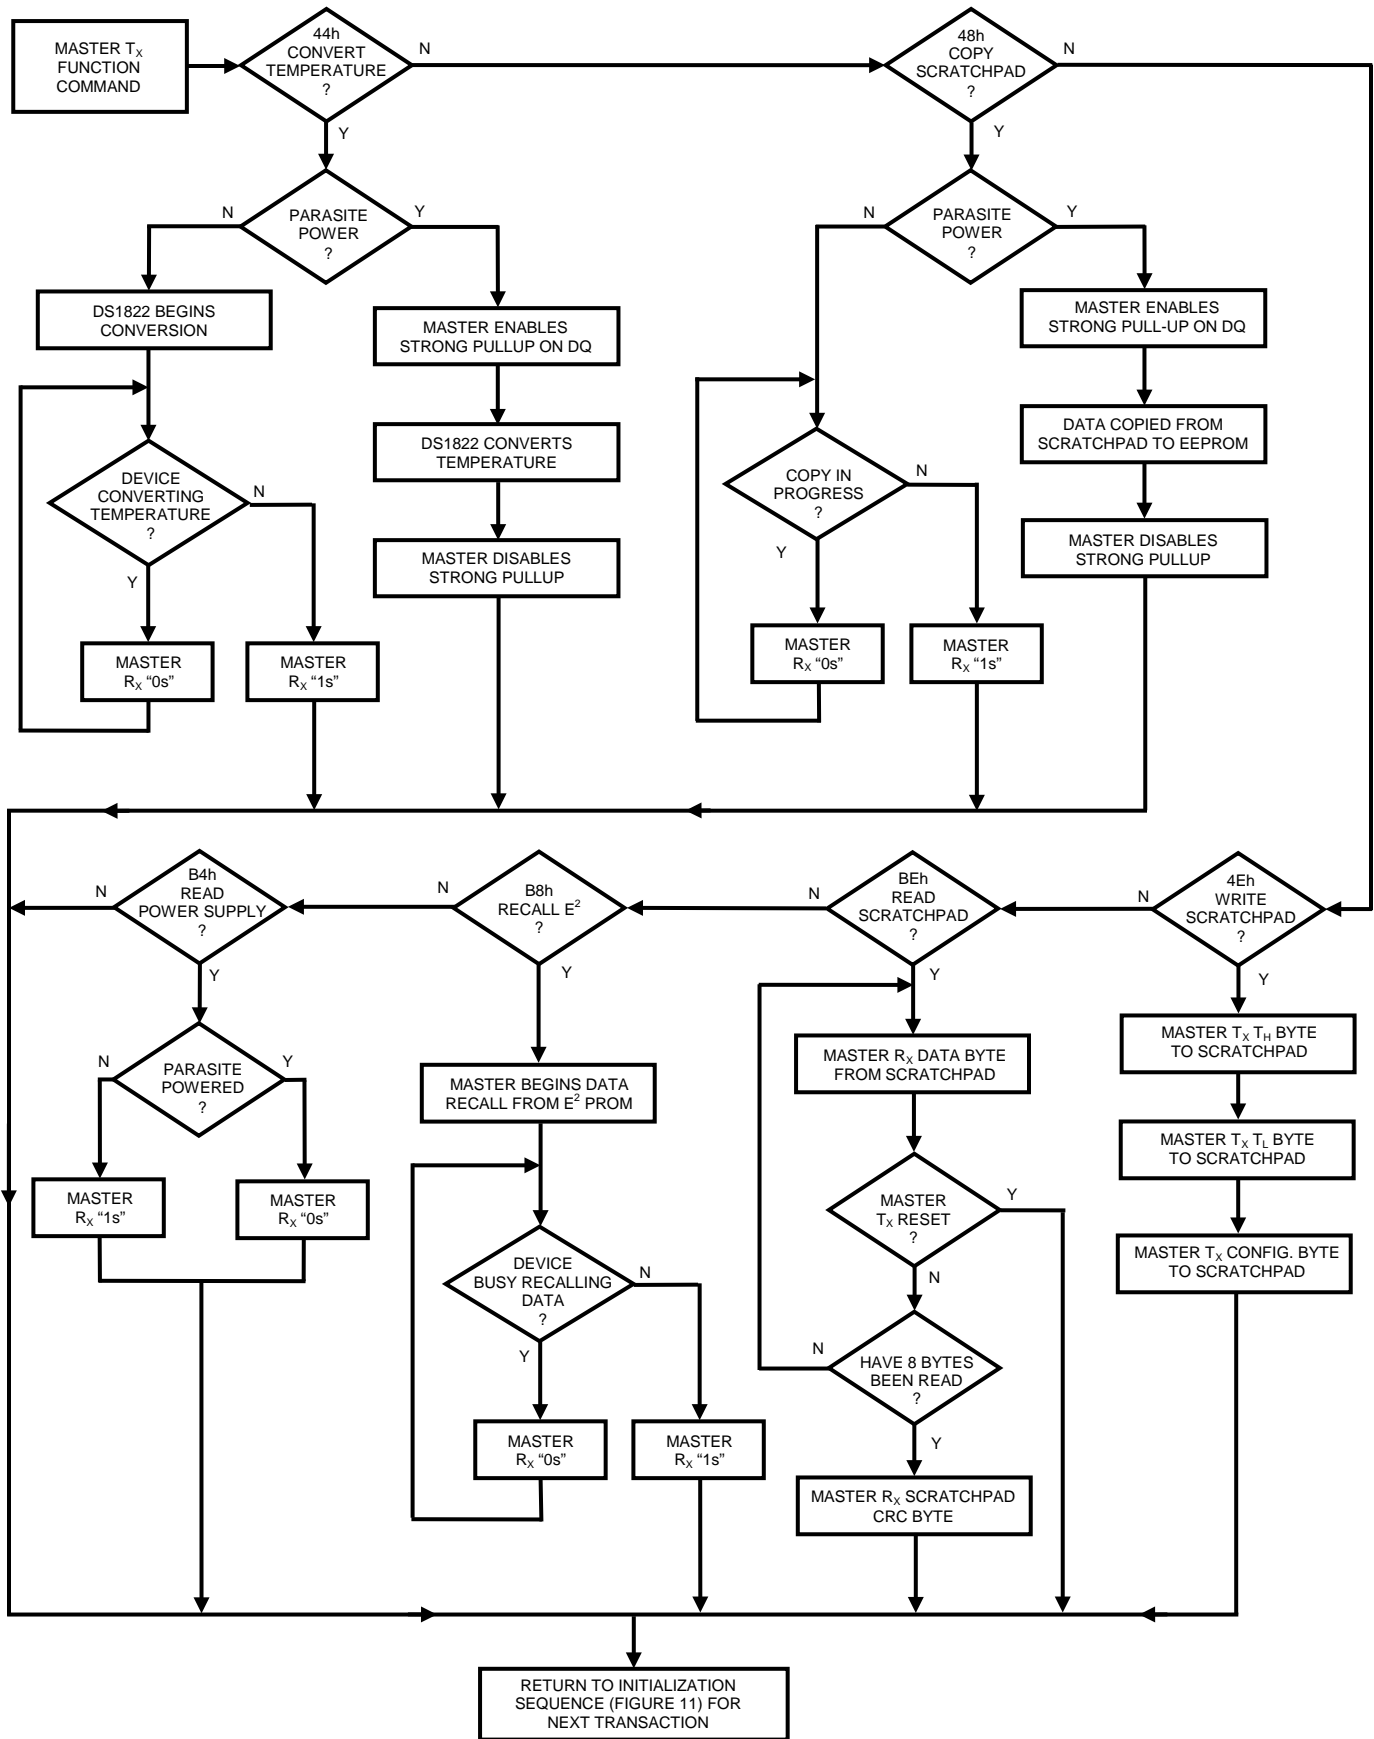 MASTER TX
FUNCTION
COMMAND
44h
CONVERT
TEMPERATURE
?
N
Y
48h
COPY
SCRATCHPAD
?
N
Y
PARASITE
POWER
?
N
Y
PARASITE
POWER
?
N
Y
DS1822 BEGINS
CONVERSION
MASTER ENABLES
STRONG PULLUP ON DQ
MASTER ENABLES
STRONG PULL-UP ON DQ
DS1822 CONVERTS
TEMPERATURE
DATA COPIED FROM
SCRATCHPAD TO EEPROM
DEVICE
CONVERTING
TEMPERATURE
?
N
Y
COPY IN
PROGRESS
?
N
Y
MASTER DISABLES
STRONG PULLUP
MASTER DISABLES
STRONG PULLUP
MASTER
RX “0s”
MASTER
RX “1s”
MASTER
RX “0s”
MASTER
RX “1s”
B4h
READ
POWER SUPPLY
?
N
Y
B8h
RECALL E2
?
N
Y
BEh
READ
SCRATCHPAD
?
N
Y
4Eh
WRITE
SCRATCHPAD
?
N
Y
PARASITE
POWERED
?
N
Y
MASTER BEGINS DATA
RECALL FROM E2 PROM
MASTER RX DATA BYTE
FROM SCRATCHPAD
MASTER TX TH BYTE
TO SCRATCHPAD
MASTER TX TL BYTE
TO SCRATCHPAD
MASTER
RX “1s”
MASTER
RX “0s”
MASTER
TX RESET
?
Y
N
MASTER TX CONFIG. BYTE
TO SCRATCHPAD
DEVICE
BUSY RECALLING
DATA
?
N
Y
HAVE 8 BYTES
BEEN READ
?
N
Y
MASTER
RX “0s”
MASTER
RX “1s”
MASTER RX SCRATCHPAD
CRC BYTE
RETURN TO INITIALIZATION
SEQUENCE (FIGURE 11) FOR
NEXT TRANSACTION